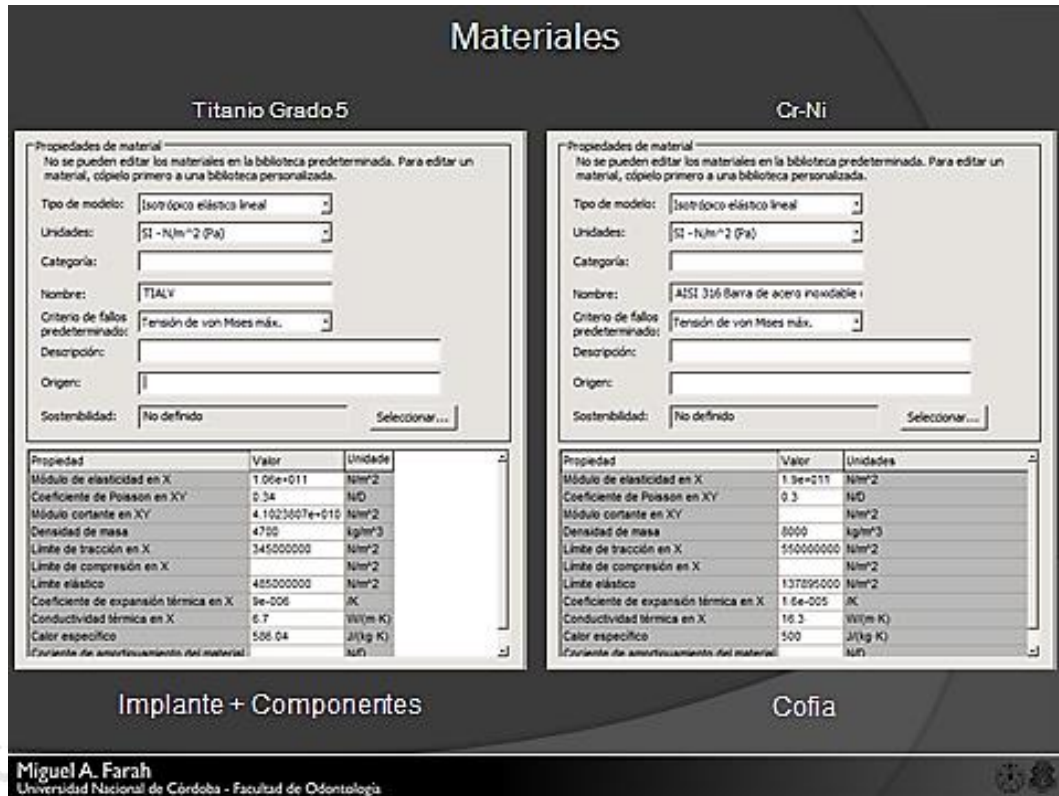 Materiales
Titanio Grado 5
Propiedades de material
No se pueden editar los materiales en la biblioteca predeterminada. Para editar un
material, cópielo primero a una biblioteca personalizada.
Tipo de modelo: Isotrópico elástico lineal
Unidades: SI - N/m^2 (Pa)
Categoría:
Nombre: TIALV
Criterio de fallos
predeterminado: Tensión de von Mises máx.
Descripción:
Origen:
Sostenibilidad: No definido Seleccionar...
Propiedad Valor Unidade
Módulo de elasticidad en X 1.06e+011 N/m^2
Coeficiente de Poisson en XY 0.34 N/D
Módulo cortante en XY 4.1023807e+010 N/m^2
Densidad de masa 4700 kg/m^3
Límite de tracción en X 345000000 N/m^2
Límite de compresión en X N/m^2
Límite elástico 485000000 N/m^2
Coeficiente de expansión térmica en X 9e-006 /K
Conductividad térmica en X 6.7 W/(m K)
Calor específico 586.04 J/(kg K)
Cociente de amortiguamiento del material N/D
Implante + Componentes
Cr-Ni
Propiedades de material
No se pueden editar los materiales en la biblioteca predeterminada. Para editar un
material, cópielo primero a una biblioteca personalizada.
Tipo de modelo: Isotrópico elástico lineal
Unidades: SI - N/m^2 (Pa)
Categoría:
Nombre: AISI 316 Barra de acero inoxidable
Criterio de fallos
predeterminado: Tensión de von Mises máx.
Descripción:
Origen:
Sostenibilidad: No definido Seleccionar...
Propiedad Valor Unidades
Módulo de elasticidad en X 1.9e+011 N/m^2
Coeficiente de Poisson en XY 0.3 N/D
Módulo cortante en XY N/m^2
Densidad de masa 8000 kg/m^3
Límite de tracción en X 550000000 N/m^2
Límite de compresión en X N/m^2
Límite elástico 137895000 N/m^2
Coeficiente de expansión térmica en X 1.6e-005 /K
Conductividad térmica en X 16.3 W/(m K)
Calor específico 500 J/(kg K)
Cociente de amortiguamiento del material N/D
Cofia
Miguel A. Farah
Universidad Nacional de Córdoba - Facultad de Odontología